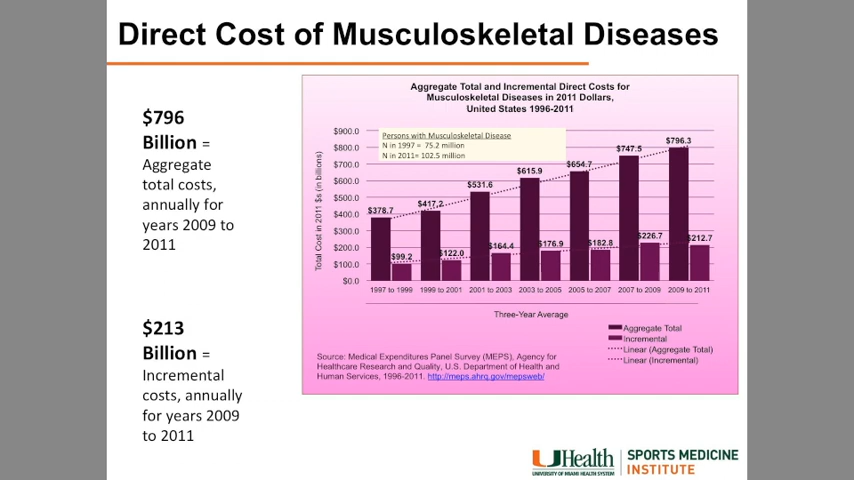 Direct Cost of Musculoskeletal Diseases
$796
Billion =
Aggregate
total costs,
annually for
years 2009 to
2011
$213
Billion =
Incremental
costs, annually
for years 2009
to 2011
Aggregate Total and Incremental Direct Costs for
Musculoskeletal Diseases in 2011 Dollars,
United States 1996-2011
Persons with Musculoskeletal Disease
N in 1997 = 75.2 million
N in 2011= 102.5 million
Total Cost in 2011 $s (in billions)
$900.0
$800.0
$700.0
$600.0
$500.0
$400.0
$300.0
$200.0
$100.0
$0.0
$378.7
$417.2
$531.6
$615.9
$654.7
$747.5
$796.3
$99.2
$122.0
$164.4
$176.9
$182.8
$226.7
$212.7
1997 to 1999 1999 to 2001 2001 to 2003 2003 to 2005 2005 to 2007 2007 to 2009 2009 to 2011
Three-Year Average
Aggregate Total
Incremental
Linear (Aggregate Total)
Linear (Incremental)
Source: Medical Expenditures Panel Survey (MEPS), Agency for
Healthcare Research and Quality, U.S. Department of Health and
Human Services, 1996-2011. http://meps.ahrq.gov/mepsweb/
UHealth
UNIVERSITY OF MIAMI HEALTH SYSTEM
SPORTS MEDICINE
INSTITUTE